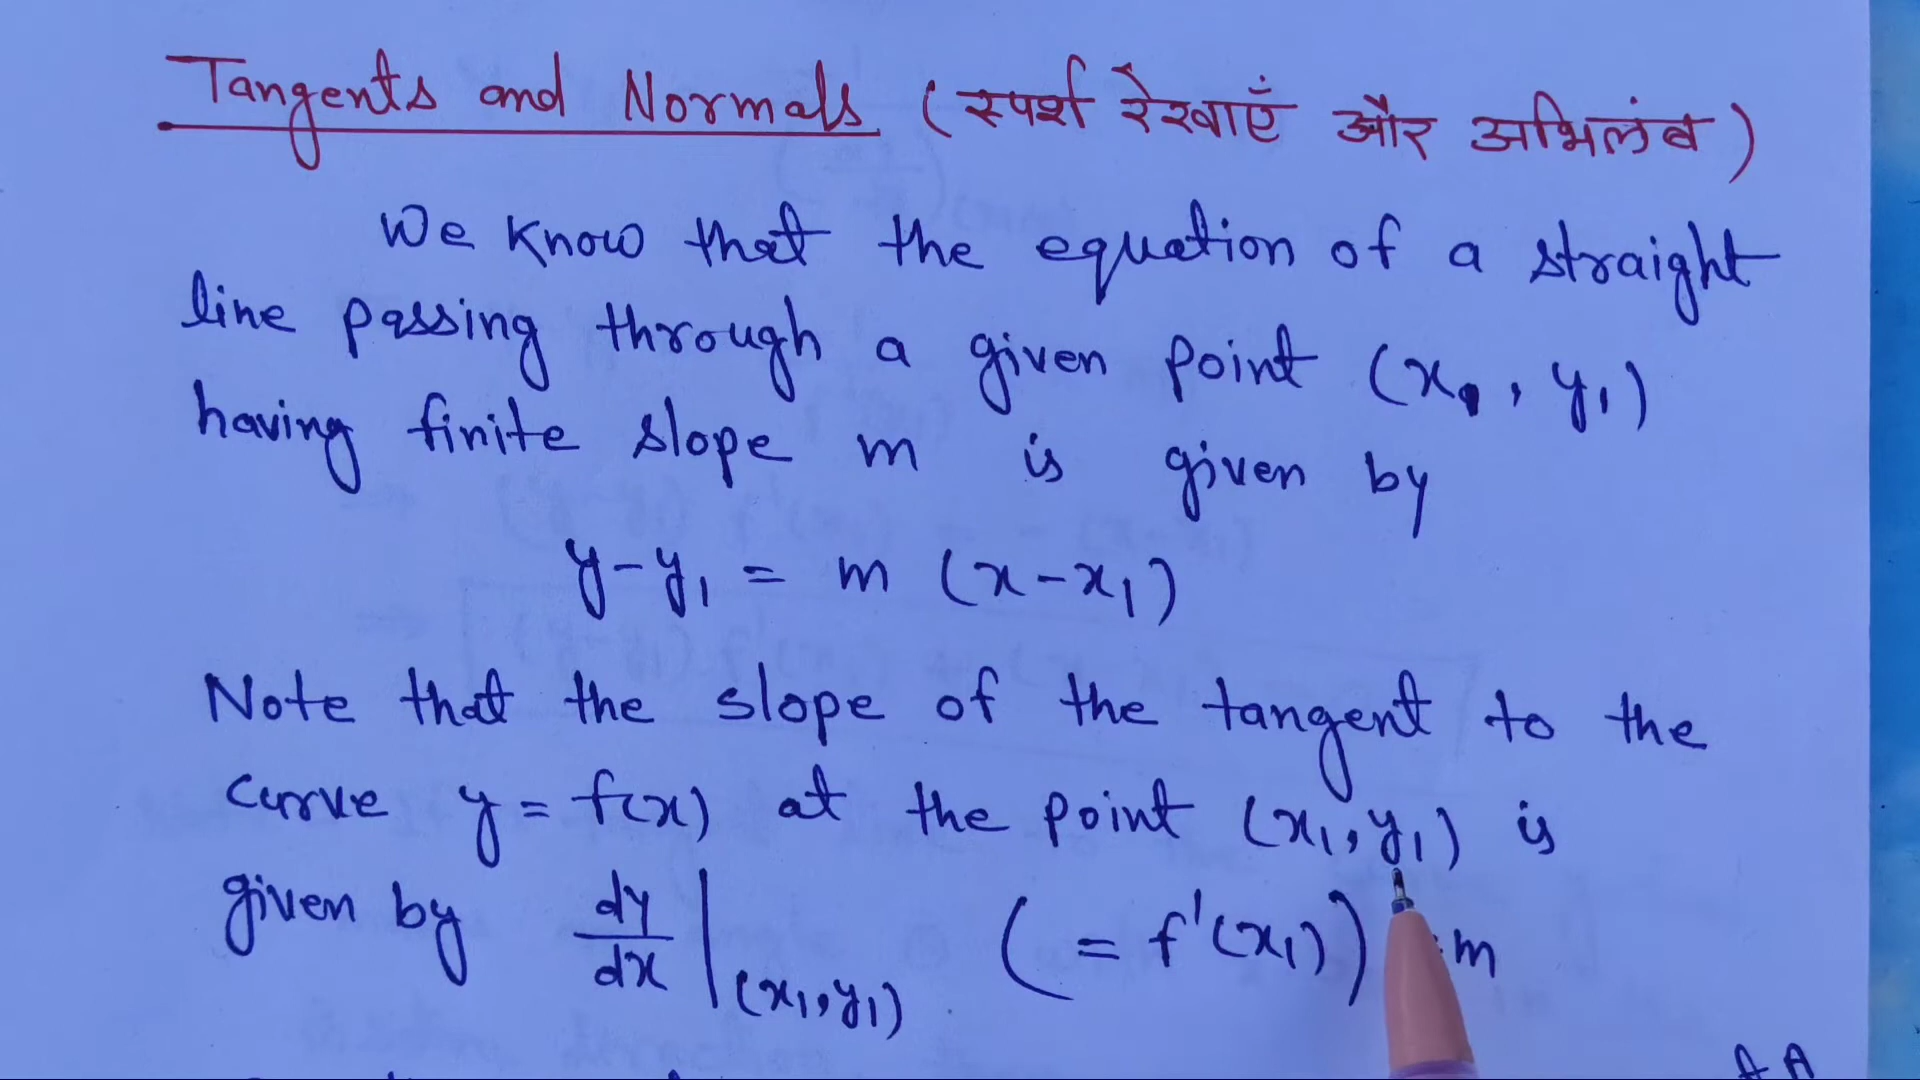 Tangents and Normals (स्पर्श रेखाएँ और अभिलंब)
We know that the equation of a straight
line passing through a given point (x₁, y₁)
having finite slope m is given by
y-y₁ = m (x-x₁)
Note that the slope of the tangent to the
curve y = f(x) at the point (x₁, y₁) is
given by dy/dx |(x₁, y₁) (= f'(x₁)) m